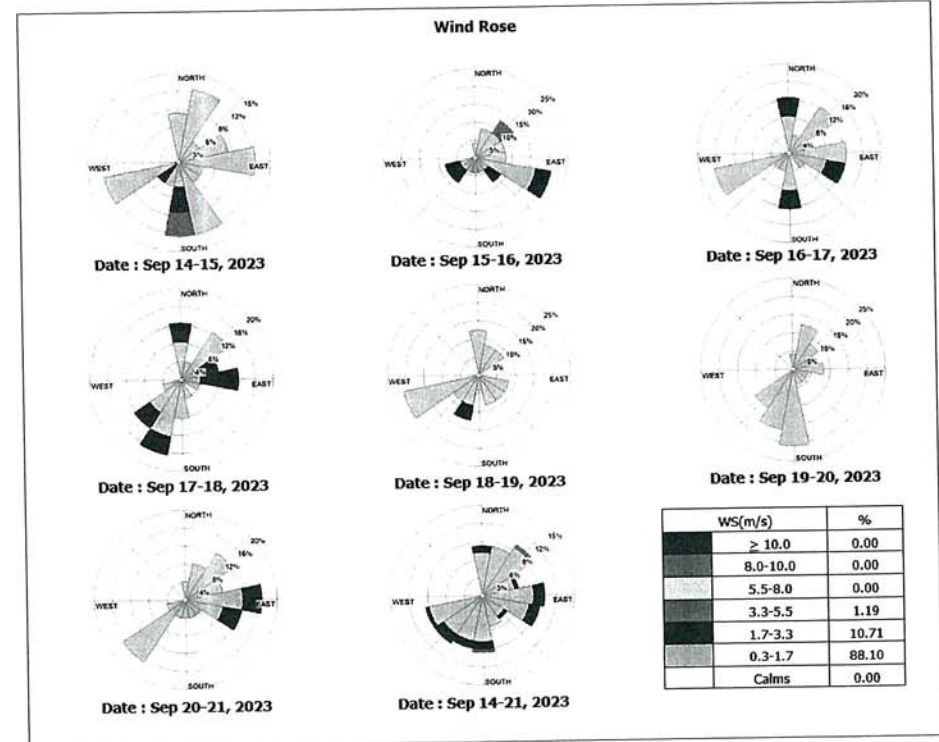 Wind Rose
NORTH
15%
12%
9%
6%
3%
WEST
EAST
SOUTH
Date : Sep 14-15, 2023
NORTH
25%
20%
15%
10%
5%
WEST
EAST
SOUTH
Date : Sep 15-16, 2023
NORTH
20%
16%
12%
8%
4%
WEST
EAST
SOUTH
Date : Sep 16-17, 2023
NORTH
20%
16%
12%
8%
4%
WEST
EAST
SOUTH
Date : Sep 17-18, 2023
NORTH
25%
20%
15%
10%
5%
WEST
EAST
SOUTH
Date : Sep 18-19, 2023
NORTH
25%
20%
15%
10%
5%
WEST
EAST
SOUTH
Date : Sep 19-20, 2023
NORTH
20%
16%
12%
8%
4%
WEST
EAST
SOUTH
Date : Sep 20-21, 2023
NORTH
15%
12%
9%
6%
3%
WEST
EAST
SOUTH
Date : Sep 14-21, 2023
WS(m/s) %
≥ 10.0 0.00
8.0-10.0 0.00
5.5-8.0 0.00
3.3-5.5 1.19
1.7-3.3 10.71
0.3-1.7 88.10
Calms 0.00